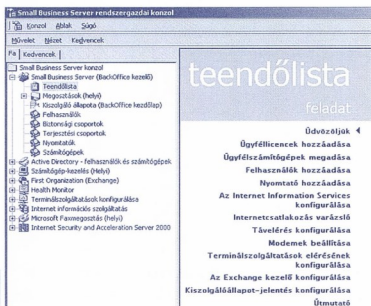 Small Business Server rendszergazdai konzol
Konzol Ablak Súgó
Művelet Nézet Kedvencek
Fa Kedvencek
Small Business Server konzol
Small Business Server (BackOffice kezelő)
Teendőlista
Megosztások (helyi)
Kiszolgáló állapota (BackOffice kezdőlap)
Felhasználók
Biztonsági csoportok
Terjesztési csoportok
Nyomtatók
Számítógépek
Active Directory - felhasználók és számítógépek
Számítógép-kezelés (Helyi)
First Organization (Exchange)
Health Monitor
Terminálszolgáltatások konfigurálása
Internet információs szolgáltatás
Microsoft Faxmegosztás (helyi)
Internet Security and Acceleration Server 2000
teendőlista
feladat
Üdvözöljük
Ügyféllicencek hozzáadása
Ügyfélszámítógépek megadása
Felhasználók hozzáadása
Nyomtató hozzáadása
Az Internet Information Services
konfigurálása
Internetcsatlakozás varázsló
Távelérés konfigurálása
Modemek beállítása
Terminálszolgáltatások elérésének
konfigurálása
Az Exchange kezelő konfigurálása
Kiszolgálóállapot-jelentés konfigurálása
Útmutató